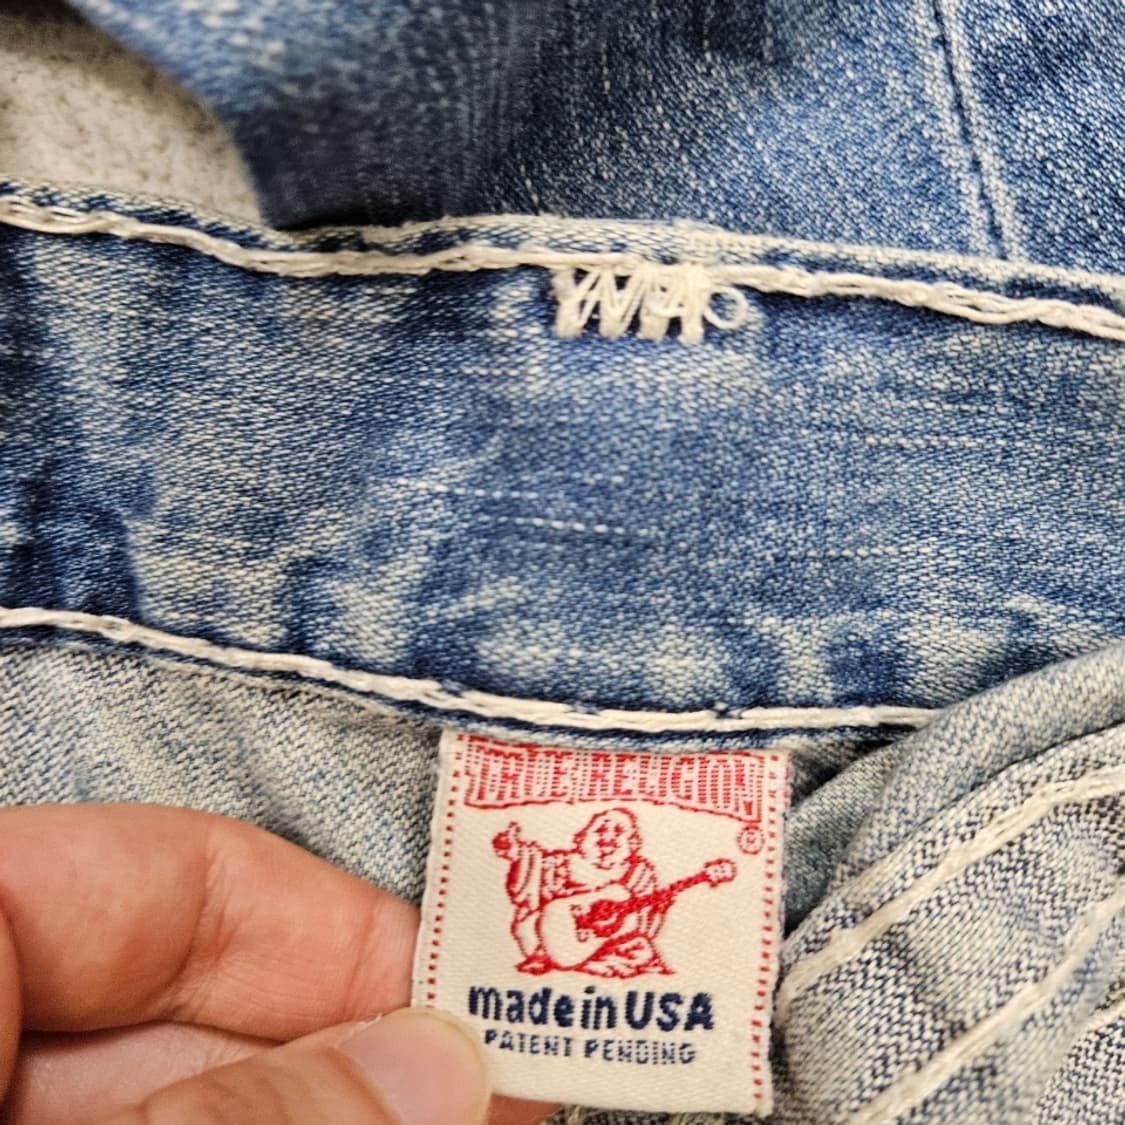 TRUE RELIGION
®
made in USA
PATENT PENDING